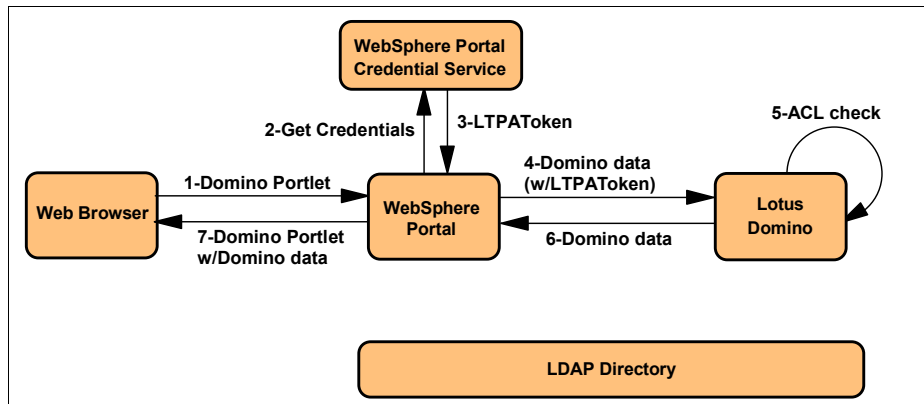 WebSphere Portal
Credential Service
2-Get Credentials
3-LTPAToken
5-ACL check
1-Domino Portlet
4-Domino data
(w/LTPAToken)
Web Browser
WebSphere
Portal
Lotus
Domino
7-Domino Portlet
w/Domino data
6-Domino data
LDAP Directory